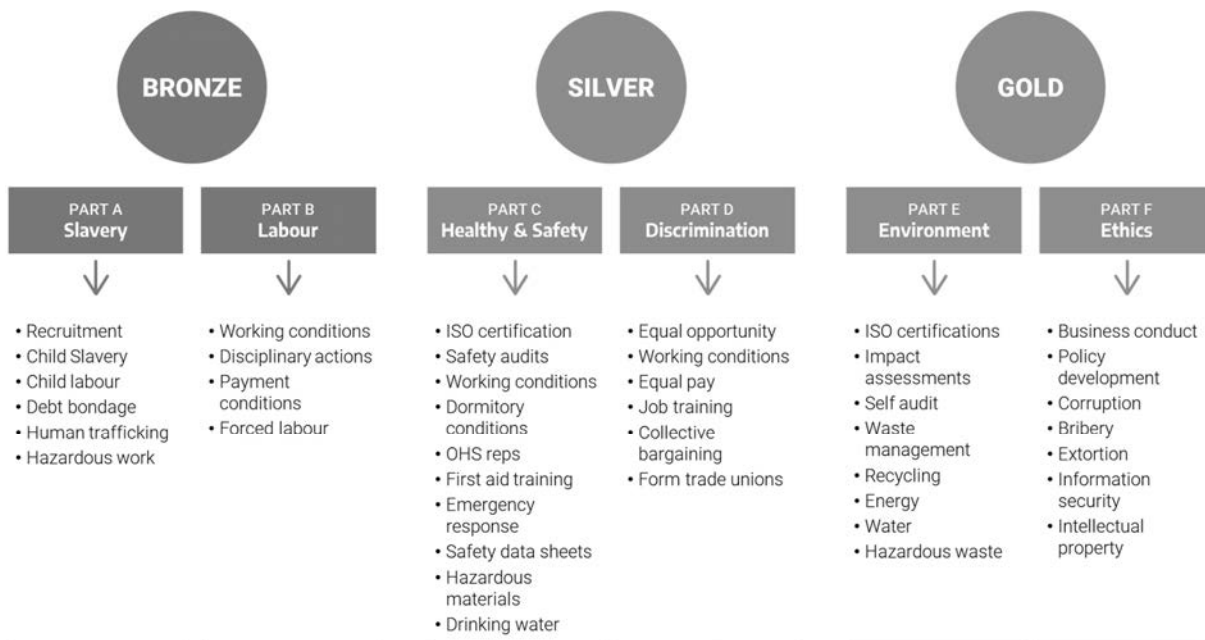 BRONZE
PART A
Slavery
• Recruitment
• Child Slavery
• Child labour
• Debt bondage
• Human trafficking
• Hazardous work
PART B
Labour
• Working conditions
• Disciplinary actions
• Payment
conditions
• Forced labour
SILVER
PART C
Healthy & Safety
• ISO certification
• Safety audits
• Working conditions
• Dormitory
conditions
• OHS reps
• First aid training
• Emergency
response
• Safety data sheets
• Hazardous
materials
• Drinking water
PART D
Discrimination
• Equal opportunity
• Working conditions
• Equal pay
• Job training
• Collective
bargaining
• Form trade unions
GOLD
PART E
Environment
• ISO certifications
• Impact
assessments
• Self audit
• Waste
management
• Recycling
• Energy
• Water
• Hazardous waste
PART F
Ethics
• Business conduct
• Policy
development
• Corruption
• Bribery
• Extortion
• Information
security
• Intellectual
property